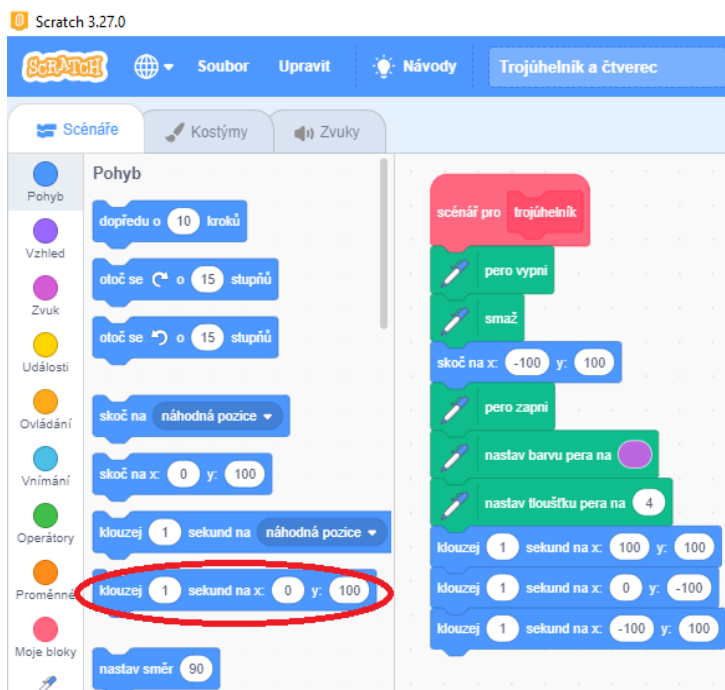 Scratch 3.27.0
SCRATCH Soubor Upravit Návody Trojúhelník a čtverec
Scénáře Kostýmy Zvuky
Pohyb
Vzhled
Zvuk
Události
Ovládání
Vnímání
Operátory
Proměnné
Moje bloky
Pohyb
dopředu o 10 kroků
otoč se o 15 stupňů
otoč se o 15 stupňů
skoč na náhodná pozice
skoč na x: 0 y: 100
klouzej 1 sekund na náhodná pozice
klouzej 1 sekund na x: 0 y: 100
nastav směr 90
scénář pro trojúhelník
pero vypni
smaž
skoč na x: -100 y: 100
pero zapni
nastav barvu pera na
nastav tloušťku pera na 4
klouzej 1 sekund na x: 100 y: 100
klouzej 1 sekund na x: 0 y: -100
klouzej 1 sekund na x: -100 y: 100